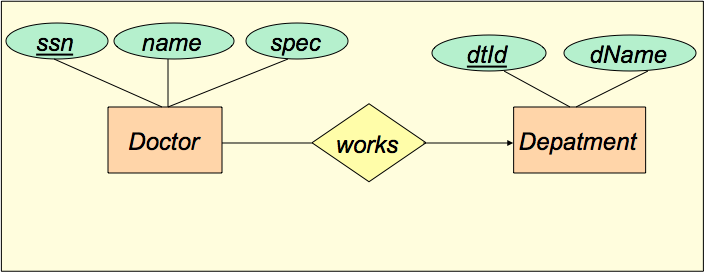 ssn
name
spec
dtId
dName
Doctor
works
Depatment